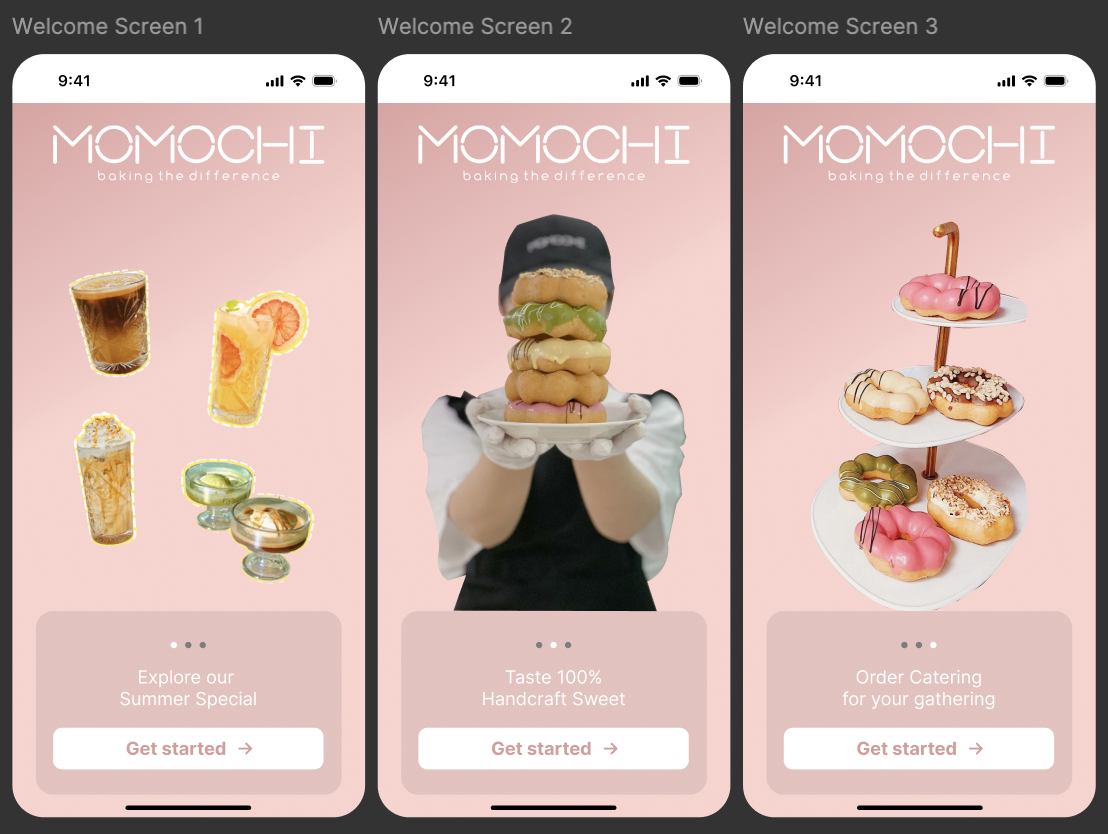 Welcome Screen 1
9:41
MOMOCHI
baking the difference
Explore our
Summer Special
Get started →
Welcome Screen 2
9:41
MOMOCHI
baking the difference
Taste 100%
Handcraft Sweet
Get started →
Welcome Screen 3
9:41
MOMOCHI
baking the difference
Order Catering
for your gathering
Get started →